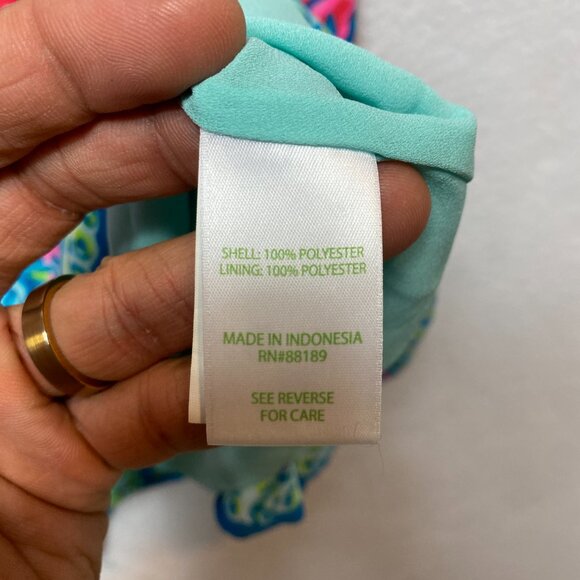 SHELL: 100% POLYESTER
LINING: 100% POLYESTER
MADE IN INDONESIA
RN#88189
SEE REVERSE
FOR CARE